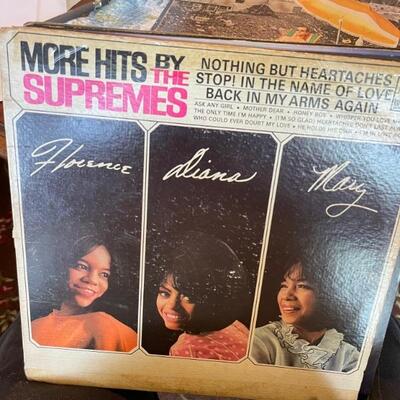 MORE HITS BY THE
SUPREMES
NOTHING BUT HEARTACHES
STOP! IN THE NAME OF LOVE
BACK IN MY ARMS AGAIN
ASK ANY GIRL • MOTHER DEAR • HONEY BOY • WHISPER YOU LOVE ME
THE ONLY TIME I'M HAPPY • (I'M SO GLAD) HEARTACHES DON'T LAST
WHO COULD EVER DOUBT MY LOVE • HE HOLDS HIS OWN • I'M IN LOVE
Florence
Diana
Mary